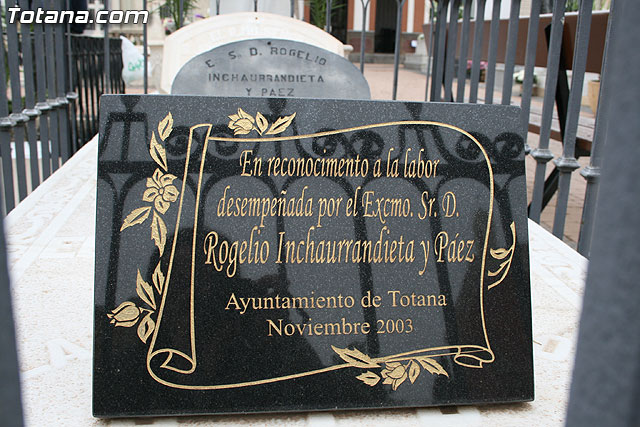 Totana.com
E. S. D. ROGELIO
INCHAURRANDIETA
Y PAEZ
En reconocimento a la labor
desempeñada por el Excmo. Sr. D.
Rogelio Inchaurrandieta y Páez
Ayuntamiento de Totana
Noviembre 2003